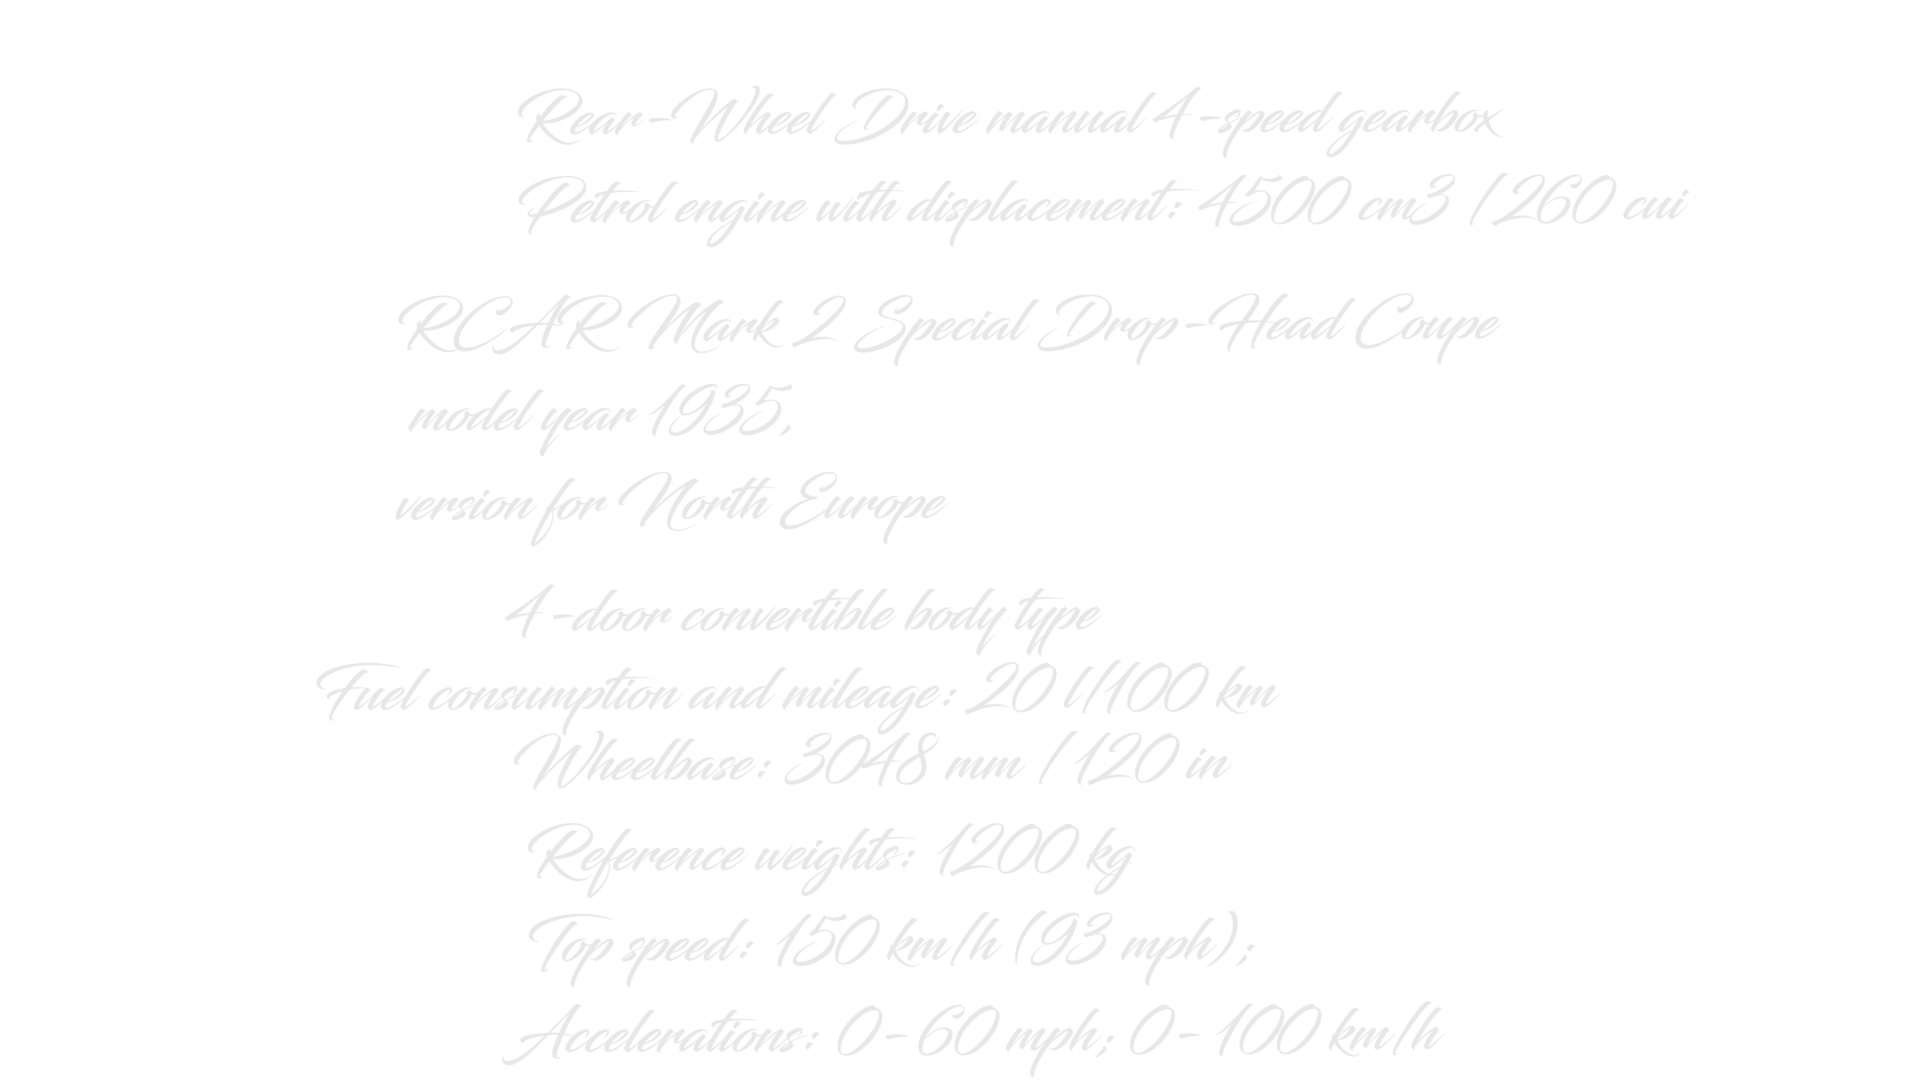 Rear-Wheel Drive manual 4-speed gearbox
Petrol engine with displacement: 4500 cm3 / 260 cui
RCAR Mark 2 Special Drop-Head Coupe
model year 1935,
version for North Europe
4-door convertible body type
Fuel consumption and mileage: 20 l/100 km
Wheelbase: 3048 mm / 120 in
Reference weights: 1200 kg
Top speed: 150 km/h (93 mph);
Accelerations: 0-60 mph; 0-100 km/h